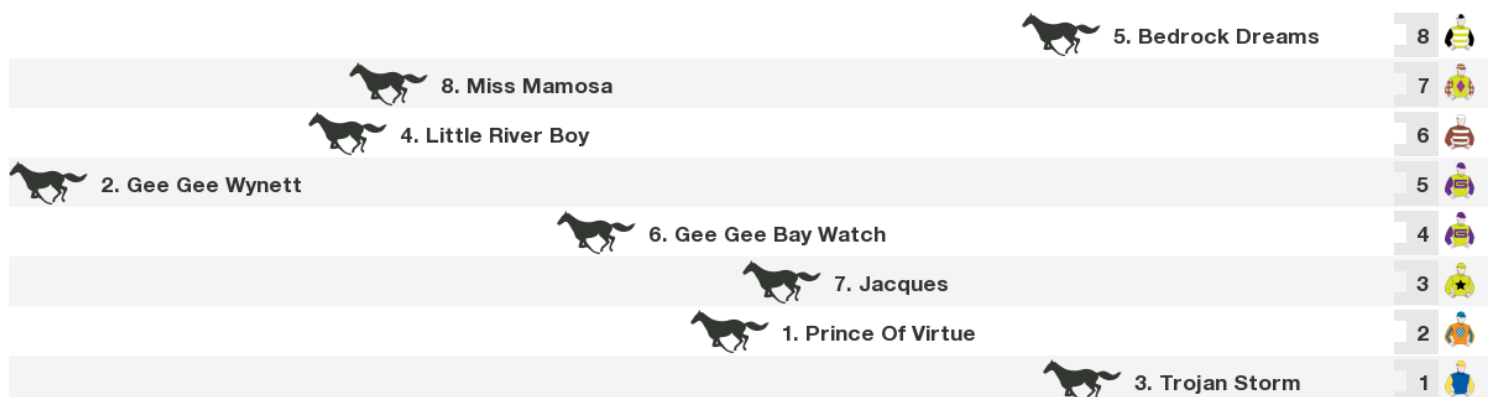 5. Bedrock Dreams 8
8. Miss Mamosa 7
4. Little River Boy 6
2. Gee Gee Wynett 5
6. Gee Gee Bay Watch 4
7. Jacques 3
1. Prince Of Virtue 2
3. Trojan Storm 1